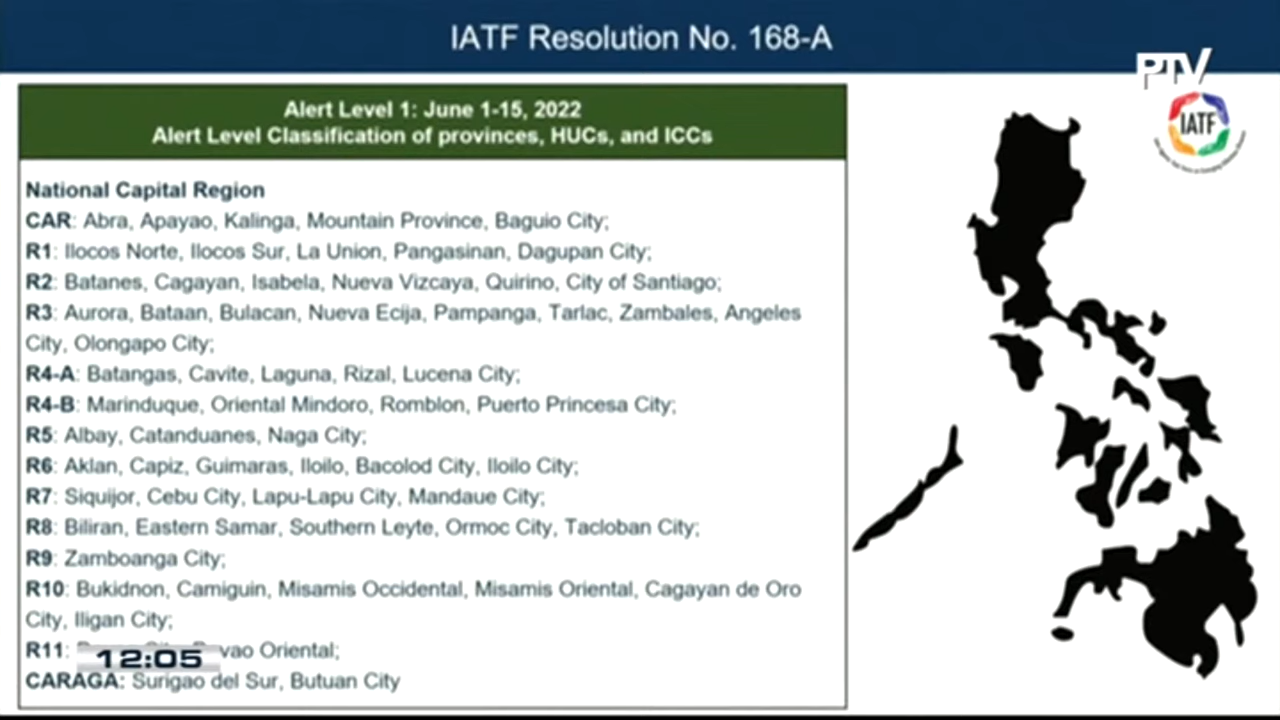 IATF Resolution No. 168-A
PTV
IATF
Alert Level 1: June 1-15, 2022
Alert Level Classification of provinces, HUCs, and ICCs
National Capital Region
CAR: Abra, Apayao, Kalinga, Mountain Province, Baguio City;
R1: Ilocos Norte, Ilocos Sur, La Union, Pangasinan, Dagupan City;
R2: Batanes, Cagayan, Isabela, Nueva Vizcaya, Quirino, City of Santiago;
R3: Aurora, Bataan, Bulacan, Nueva Ecija, Pampanga, Tarlac, Zambales, Angeles
City, Olongapo City;
R4-A: Batangas, Cavite, Laguna, Rizal, Lucena City;
R4-B: Marinduque, Oriental Mindoro, Romblon, Puerto Princesa City;
R5: Albay, Catanduanes, Naga City;
R6: Aklan, Capiz, Guimaras, Iloilo, Bacolod City, Iloilo City;
R7: Siquijor, Cebu City, Lapu-Lapu City, Mandaue City;
R8: Biliran, Eastern Samar, Southern Leyte, Ormoc City, Tacloban City;
R9: Zamboanga City;
R10: Bukidnon, Camiguin, Misamis Occidental, Misamis Oriental, Cagayan de Oro
City, Iligan City;
R11: Oriental;
12:05
CARAGA: Surigao del Sur, Butuan City